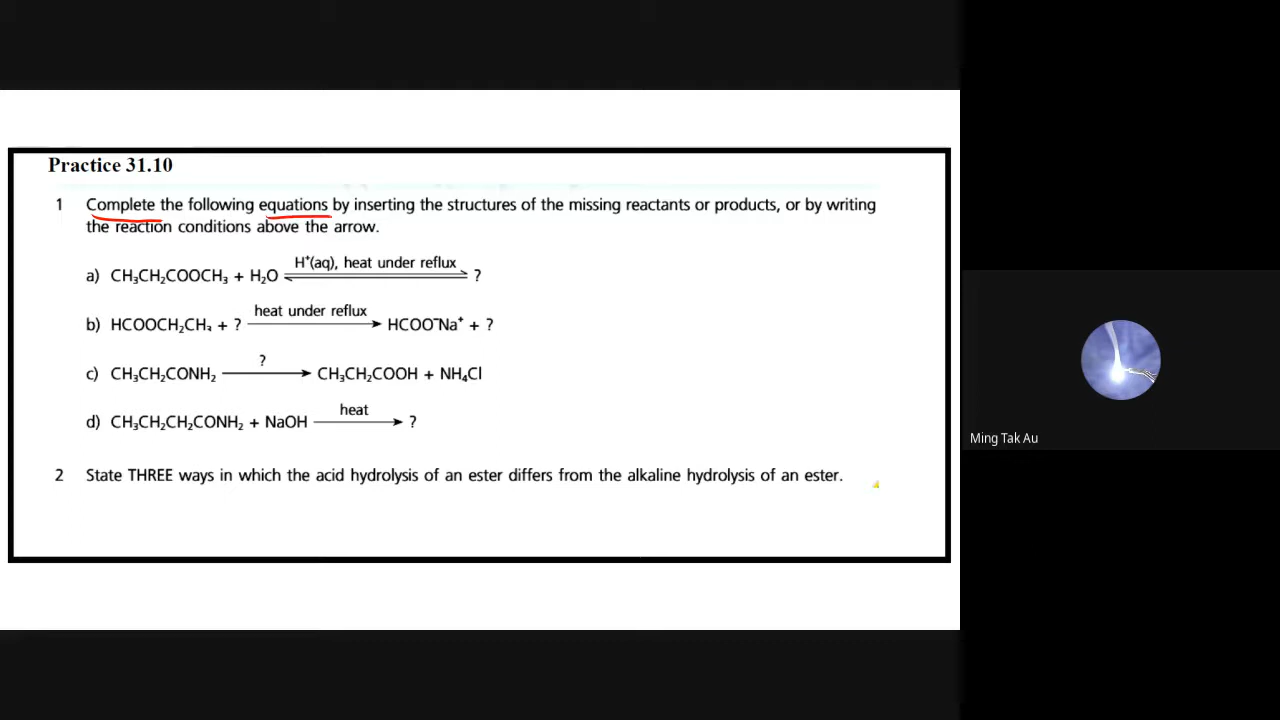 Practice 31.10
1 Complete the following equations by inserting the structures of the missing reactants or products, or by writing
the reaction conditions above the arrow.
a) CH₃CH₂COOCH₃ + H₂O H⁺(aq), heat under reflux ?
b) HCOOCH₂CH₃ + ? heat under reflux HCOO⁻Na⁺ + ?
c) CH₃CH₂CONH₂ ? CH₃CH₂COOH + NH₄Cl
d) CH₃CH₂CH₂CONH₂ + NaOH heat ?
2 State THREE ways in which the acid hydrolysis of an ester differs from the alkaline hydrolysis of an ester.
Ming Tak Au